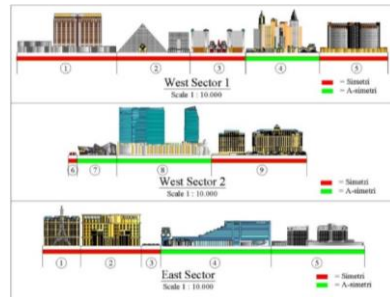 1 2 3 4 5
West Sector 1
Scale 1 : 10.000
= Simetri
= A-simetri
6 7 8 9
West Sector 2
Scale 1 : 10.000
= Simetri
= A-simetri
1 2 3 4 5
East Sector
Scale 1 : 10.000
= Simetri
= A-simetri